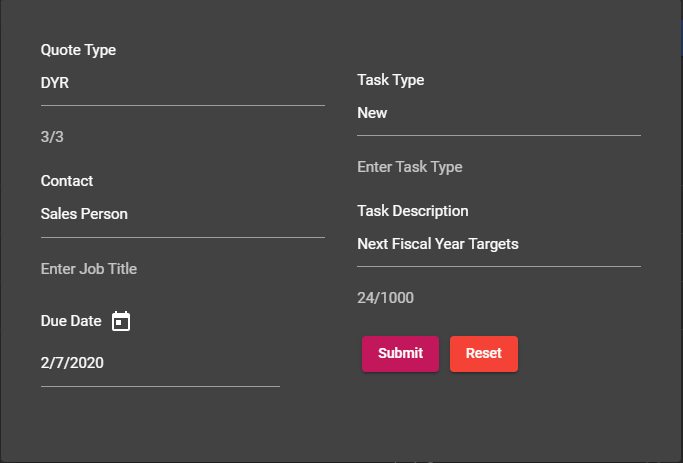 Quote Type
DYR
3/3
Contact
Sales Person
Enter Job Title
Due Date
2/7/2020
Task Type
New
Enter Task Type
Task Description
Next Fiscal Year Targets
24/1000
Submit
Reset